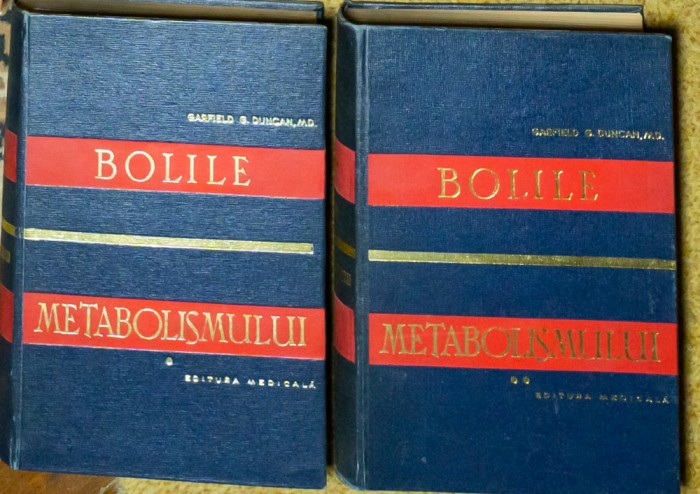 GARFIELD G. DUNCAN, M.D.
BOLILE
METABOLISMULUI
EDITURA MEDICALĂ
GARFIELD G. DUNCAN, M.D.
BOLILE
METABOLISMULUI
EDITURA MEDICALĂ